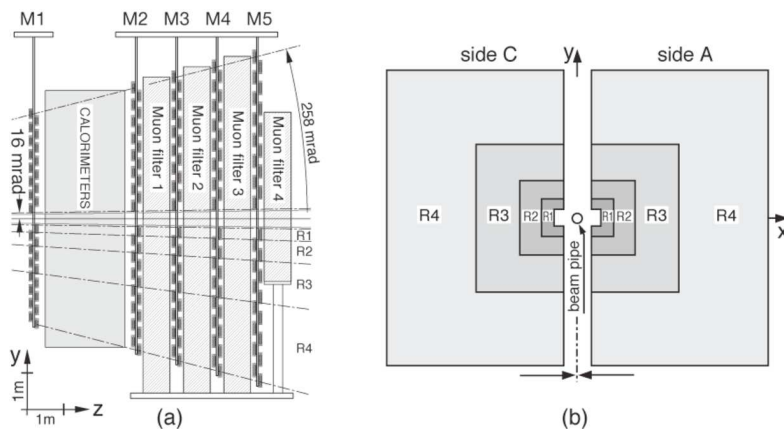 M1 M2 M3 M4 M5
CALORIMETERS
Muon filter 1
Muon filter 2
Muon filter 3
Muon filter 4
258 mrad
16 mrad
R1
R2
R3
R4
y
1m
1m
z
(a)
side C
y
side A
R4
R3
R2
R1
R1
R2
R3
R4
x
beam pipe
(b)